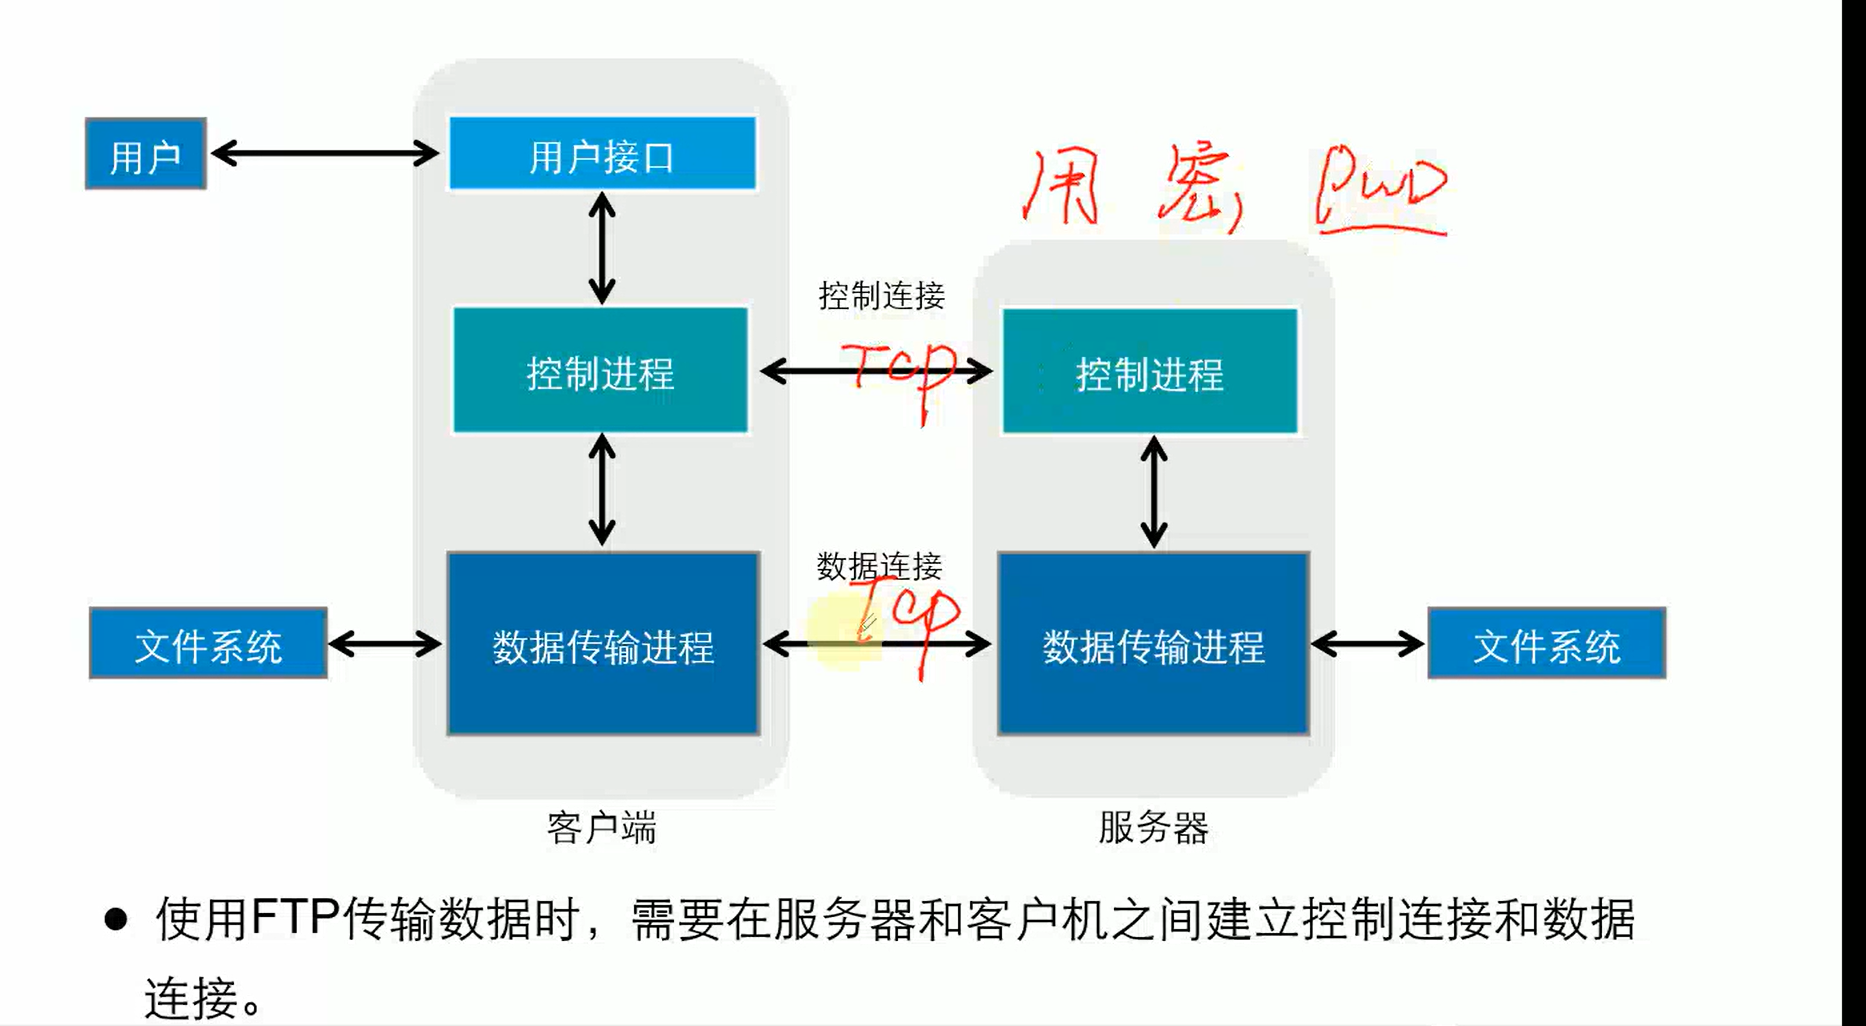 用户
用户接口
用 密, PWD
控制连接
控制进程
TCP
控制进程
数据连接
TCP
文件系统
数据传输进程
数据传输进程
文件系统
客户端
服务器
● 使用FTP传输数据时，需要在服务器和客户机之间建立控制连接和数据
连接。